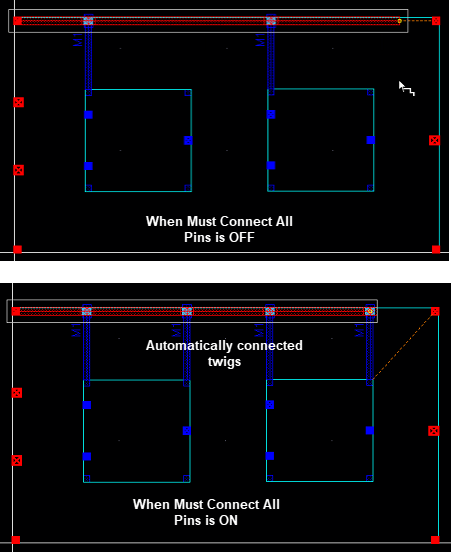 M1
M1
When Must Connect All
Pins is OFF
M1
M1
M1
M1
Automatically connected
twigs
When Must Connect All
Pins is ON